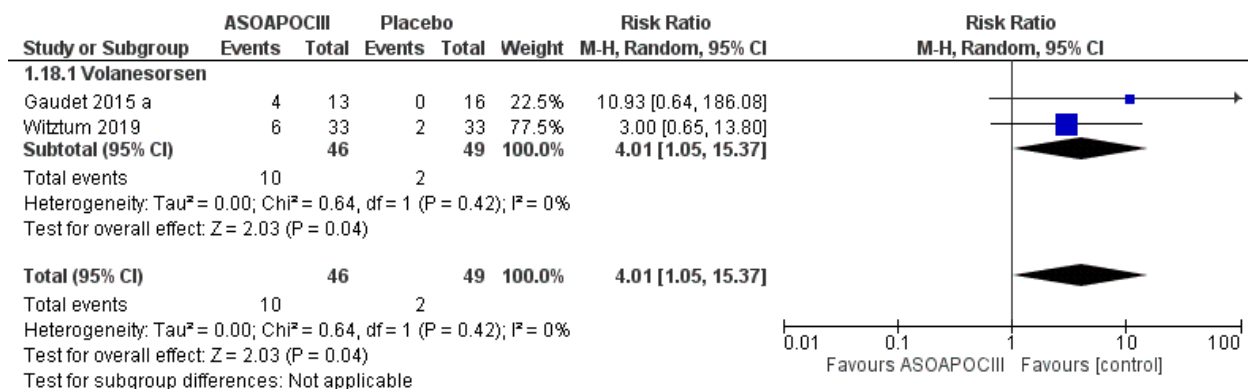 ASOAPOCIII Placebo Risk Ratio Risk Ratio
Study or Subgroup Events Total Events Total Weight M-H, Random, 95% CI M-H, Random, 95% CI
1.18.1 Volanesorsen
Gaudet 2015 a 4 13 0 16 22.5% 10.93 [0.64, 186.08]
Witztum 2019 6 33 2 33 77.5% 3.00 [0.65, 13.80]
Subtotal (95% CI) 46 49 100.0% 4.01 [1.05, 15.37]
Total events 10 2
Heterogeneity: Tau² = 0.00; Chi² = 0.64, df = 1 (P = 0.42); I² = 0%
Test for overall effect: Z = 2.03 (P = 0.04)
Total (95% CI) 46 49 100.0% 4.01 [1.05, 15.37]
Total events 10 2
Heterogeneity: Tau² = 0.00; Chi² = 0.64, df = 1 (P = 0.42); I² = 0%
Test for overall effect: Z = 2.03 (P = 0.04)
Test for subgroup differences: Not applicable
0.01 0.1 1 10 100
Favours ASOAPOCIII Favours [control]